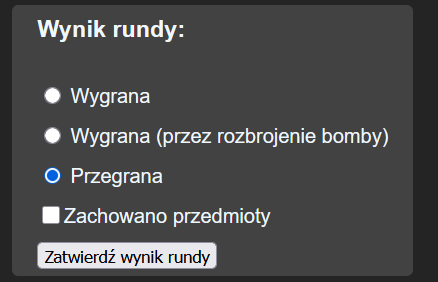 Wynik rundy:
Wygrana
Wygrana (przez rozbrojenie bomby)
Przegrana
Zachowano przedmioty
Zatwierdź wynik rundy